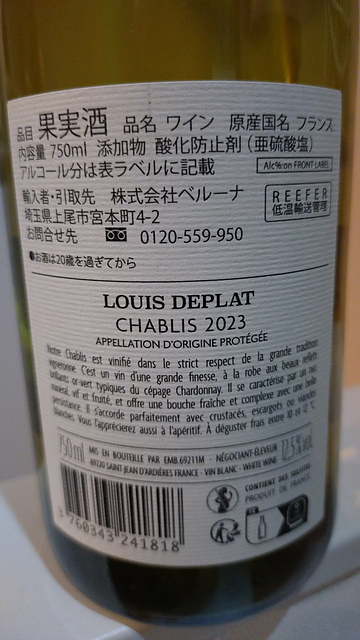 品目 果実酒 品名 ワイン 原産国名 フランス
内容量 750ml 添加物 酸化防止剤（亜硫酸塩）
アルコール分は表ラベルに記載 Alc%:on FRONT LABEL
輸入者・引取先 株式会社ベルーナ
埼玉県上尾市宮本町4-2
お問合せ先 0120-559-950
REEFER
低温輸送管理
●お酒は20歳を過ぎてから
LOUIS DEPLAT
CHABLIS 2023
APPELLATION D'ORIGINE PROTÉGÉE
Notre Chablis est vinifié dans le strict respect de la grande tradition
vigneronne. C'est un vin d'une grande finesse, à la robe aux beaux reflets
brillants or-vert typiques du cépage Chardonnay. Il se caractérise par un nez
minéral, vif et fruité, et offre une bouche fraîche et complexe avec une belle
persistance. Il s'accorde parfaitement avec crustacés, escargots ou viandes
blanches. Vous l'apprécierez aussi à l'apéritif. À déguster frais entre 10 et 12 °C.
750ml MIS EN BOUTEILLE PAR EMB 69211M - NÉGOCIANT-ÉLEVEUR 12,5%vol.
69220 SAINT-JEAN D'ARDIÈRES FRANCE - VIN BLANC - WHITE WINE
CONTIENT DES SULFITES
PRODUIT DE FRANCE
3 760343 241818